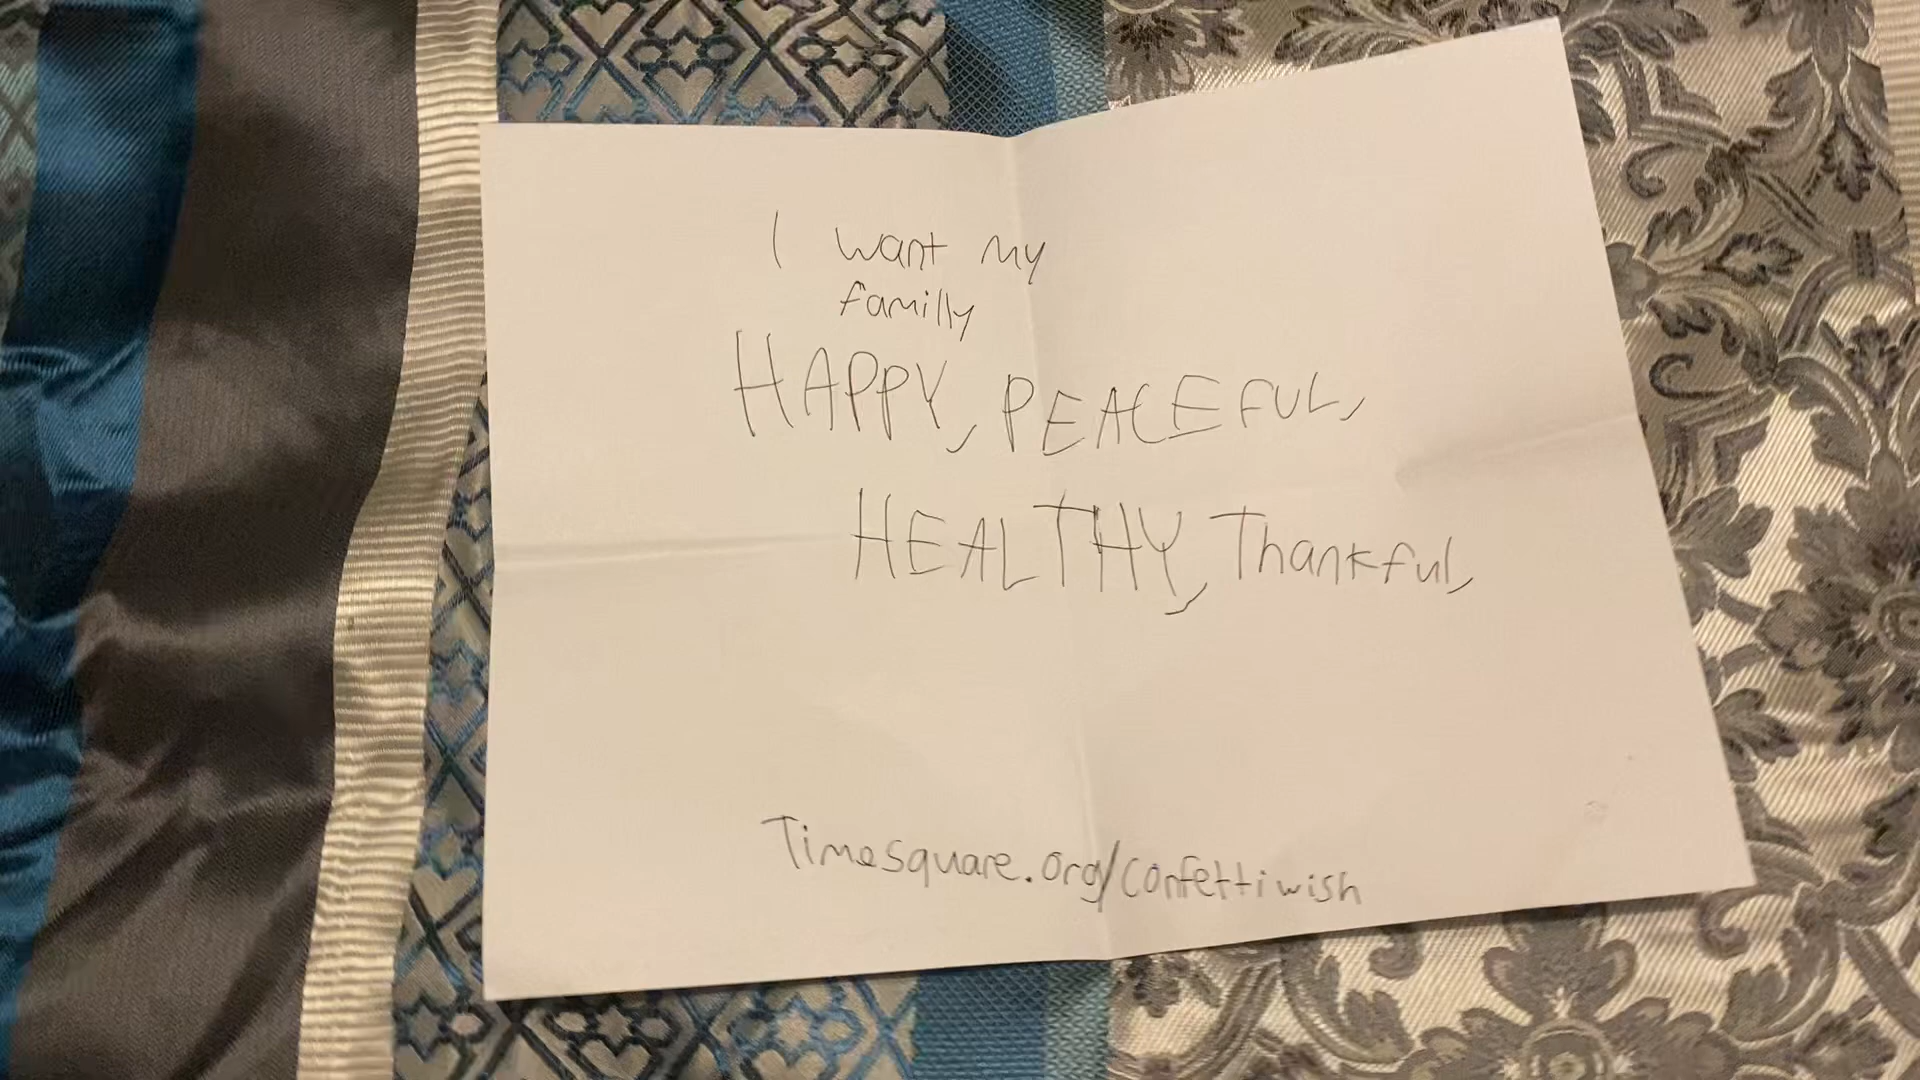 I want my
familly
HAPPY, PEACEFUL,
HEALTHY, Thankful,
Timesquare.org/confettiwish